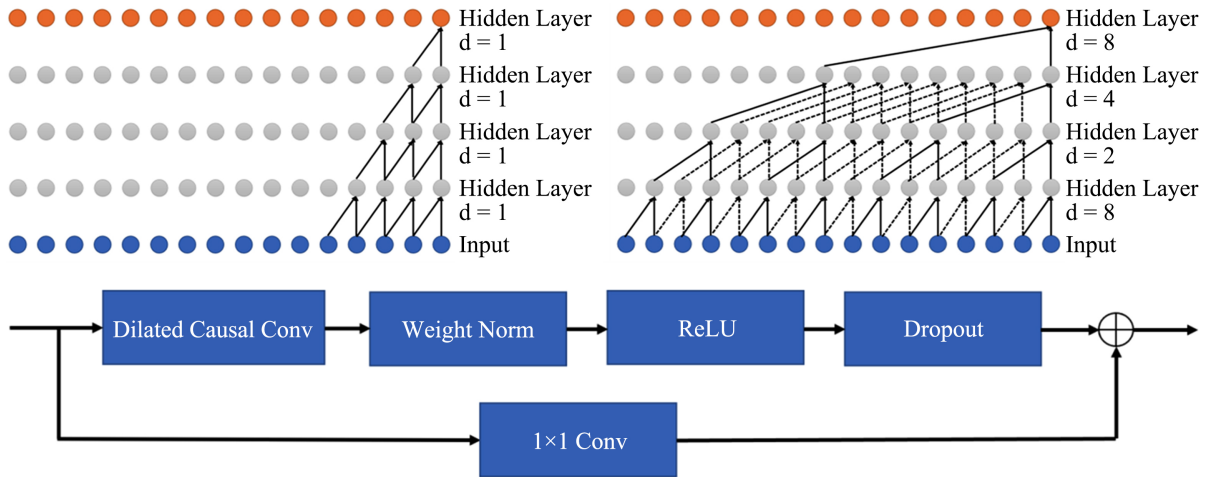 Hidden Layer
d = 1
Hidden Layer
d = 1
Hidden Layer
d = 1
Hidden Layer
d = 1
Input
Hidden Layer
d = 8
Hidden Layer
d = 4
Hidden Layer
d = 2
Hidden Layer
d = 8
Input
Dilated Causal Conv
Weight Norm
ReLU
Dropout
1×1 Conv